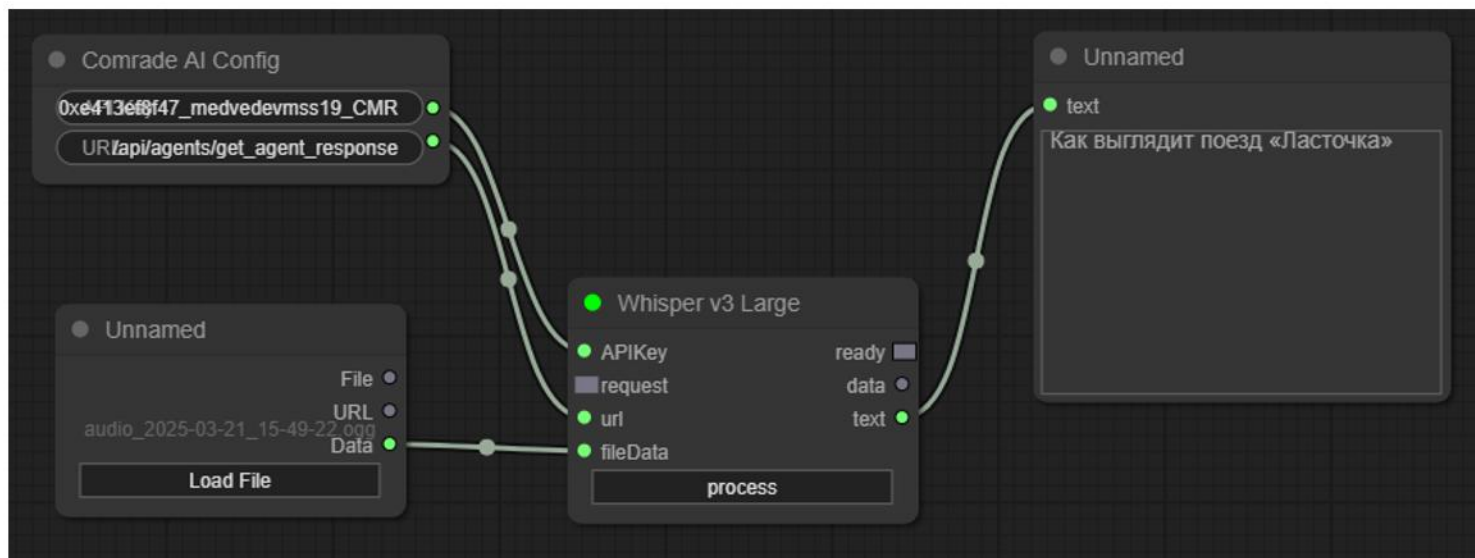 Comrade AI Config
0xe413ef8f47_medvedevmss19_CMR
URL
/api/agents/get_agent_response
Unnamed
File
URL
audio_2025-03-21_15-49-22.ogg
Data
Load File
Whisper v3 Large
APIKey ready
request data
url text
fileData
process
Unnamed
text
Как выглядит поезд «Ласточка»